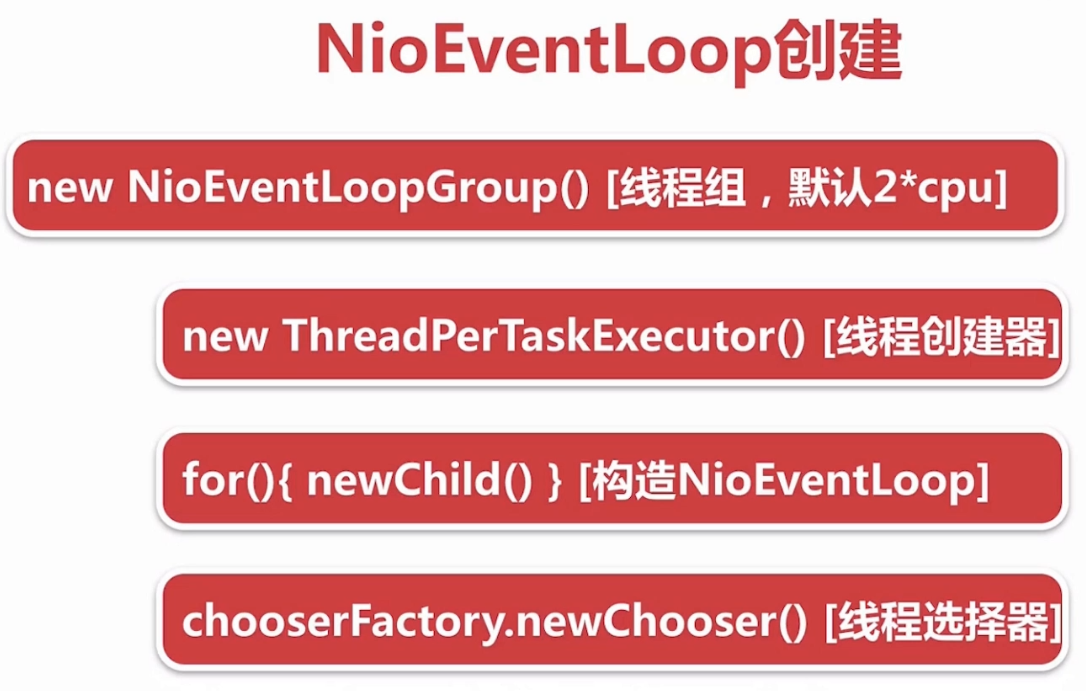 NioEventLoop创建
new NioEventLoopGroup() [线程组，默认2*cpu]
new ThreadPerTaskExecutor() [线程创建器]
for(){ newChild() } [构造NioEventLoop]
chooserFactory.newChooser() [线程选择器]